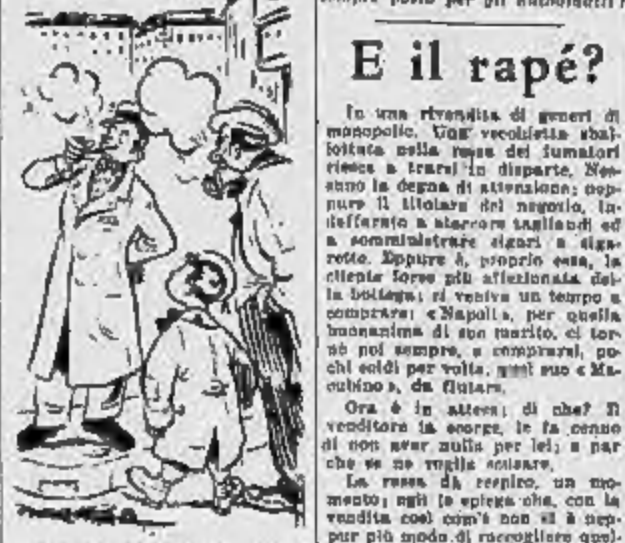 E il rapé?
In una rivendita di generi di
monopolio. Una vecchietta sbal-
lottata nella ressa dei fumatori
riesce a trarsi in disparte. Nes-
suno la degna di attenzione; nep-
pure il titolare del negozio, in-
daffarato a staccare tagliandi ed
a somministrare sigari e siga-
rette. Eppure è, proprio essa, la
cliente forse più affezionata del-
la bottega; vi veniva un tempo a
comprare; « Napoli », per quella
buonanima di suo marito, ci tor-
nò poi sempre, a comprarsi, po-
chi soldi per volta, quel suo « Ma-
cubino », da fiutare.
Ora è in attesa; di che? Il
venditore la scorge, le fa cenno
di non aver nulla per lei; e par
che se ne voglia scusare.
La ressa dà respiro, un mo-
mento; egli le spiega che, con la
vendita così com'è non vi è nep-
pur più modo di raccogliere quel-